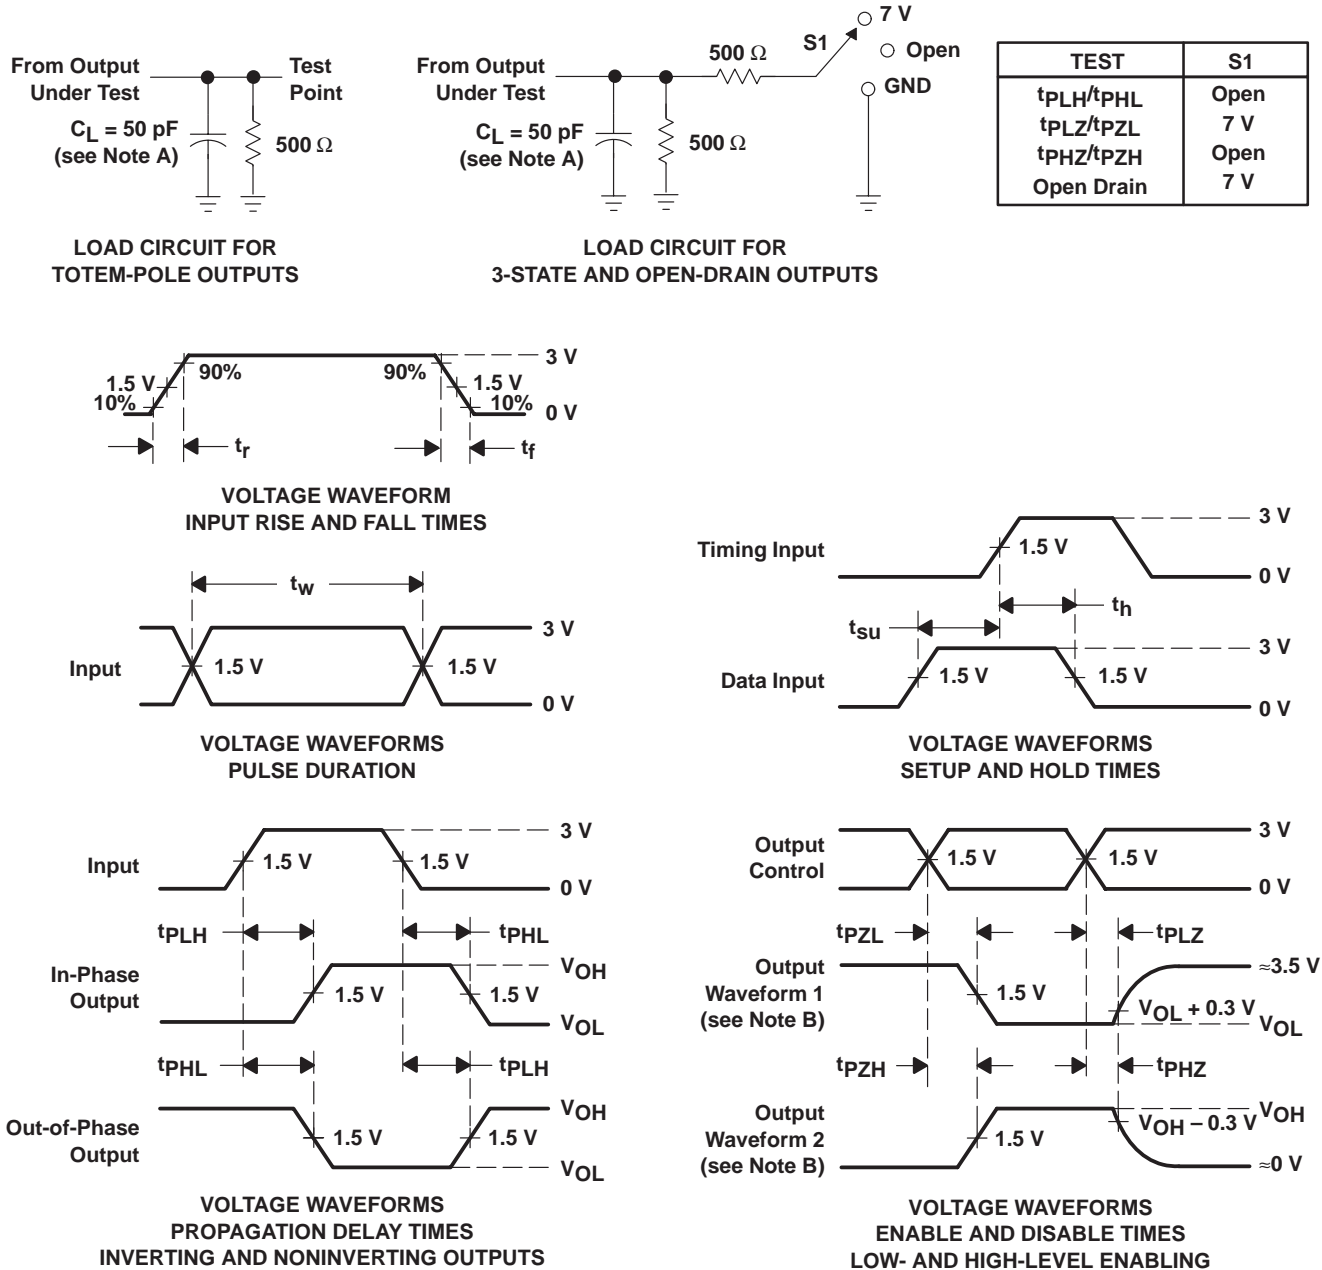 From Output
Under Test
Test
Point
CL = 50 pF
(see Note A)
500 Ω
LOAD CIRCUIT FOR
TOTEM-POLE OUTPUTS
From Output
Under Test
CL = 50 pF
(see Note A)
500 Ω
500 Ω
S1
7 V
Open
GND
LOAD CIRCUIT FOR
3-STATE AND OPEN-DRAIN OUTPUTS
TEST S1
tPLH/tPHL Open
tPLZ/tPZL 7 V
tPHZ/tPZH Open
Open Drain 7 V
3 V
90% 90%
1.5 V 1.5 V
10% 10%
0 V
tr tf
VOLTAGE WAVEFORM
INPUT RISE AND FALL TIMES
tw
3 V
Input 1.5 V 1.5 V
0 V
VOLTAGE WAVEFORMS
PULSE DURATION
3 V
Timing Input 1.5 V
0 V
th
tsu
3 V
Data Input 1.5 V 1.5 V
0 V
VOLTAGE WAVEFORMS
SETUP AND HOLD TIMES
3 V
Input 1.5 V 1.5 V
0 V
tPLH tPHL
In-Phase
Output
VOH
1.5 V 1.5 V
VOL
tPHL tPLH
Out-of-Phase
Output
VOH
1.5 V 1.5 V
VOL
VOLTAGE WAVEFORMS
PROPAGATION DELAY TIMES
INVERTING AND NONINVERTING OUTPUTS
Output
Control
3 V
1.5 V 1.5 V
0 V
tPZL tPLZ
Output
Waveform 1
(see Note B)
≈3.5 V
1.5 V
VOL + 0.3 V
VOL
tPZH tPHZ
Output
Waveform 2
(see Note B)
VOH
VOH – 0.3 V
1.5 V
≈0 V
VOLTAGE WAVEFORMS
ENABLE AND DISABLE TIMES
LOW- AND HIGH-LEVEL ENABLING